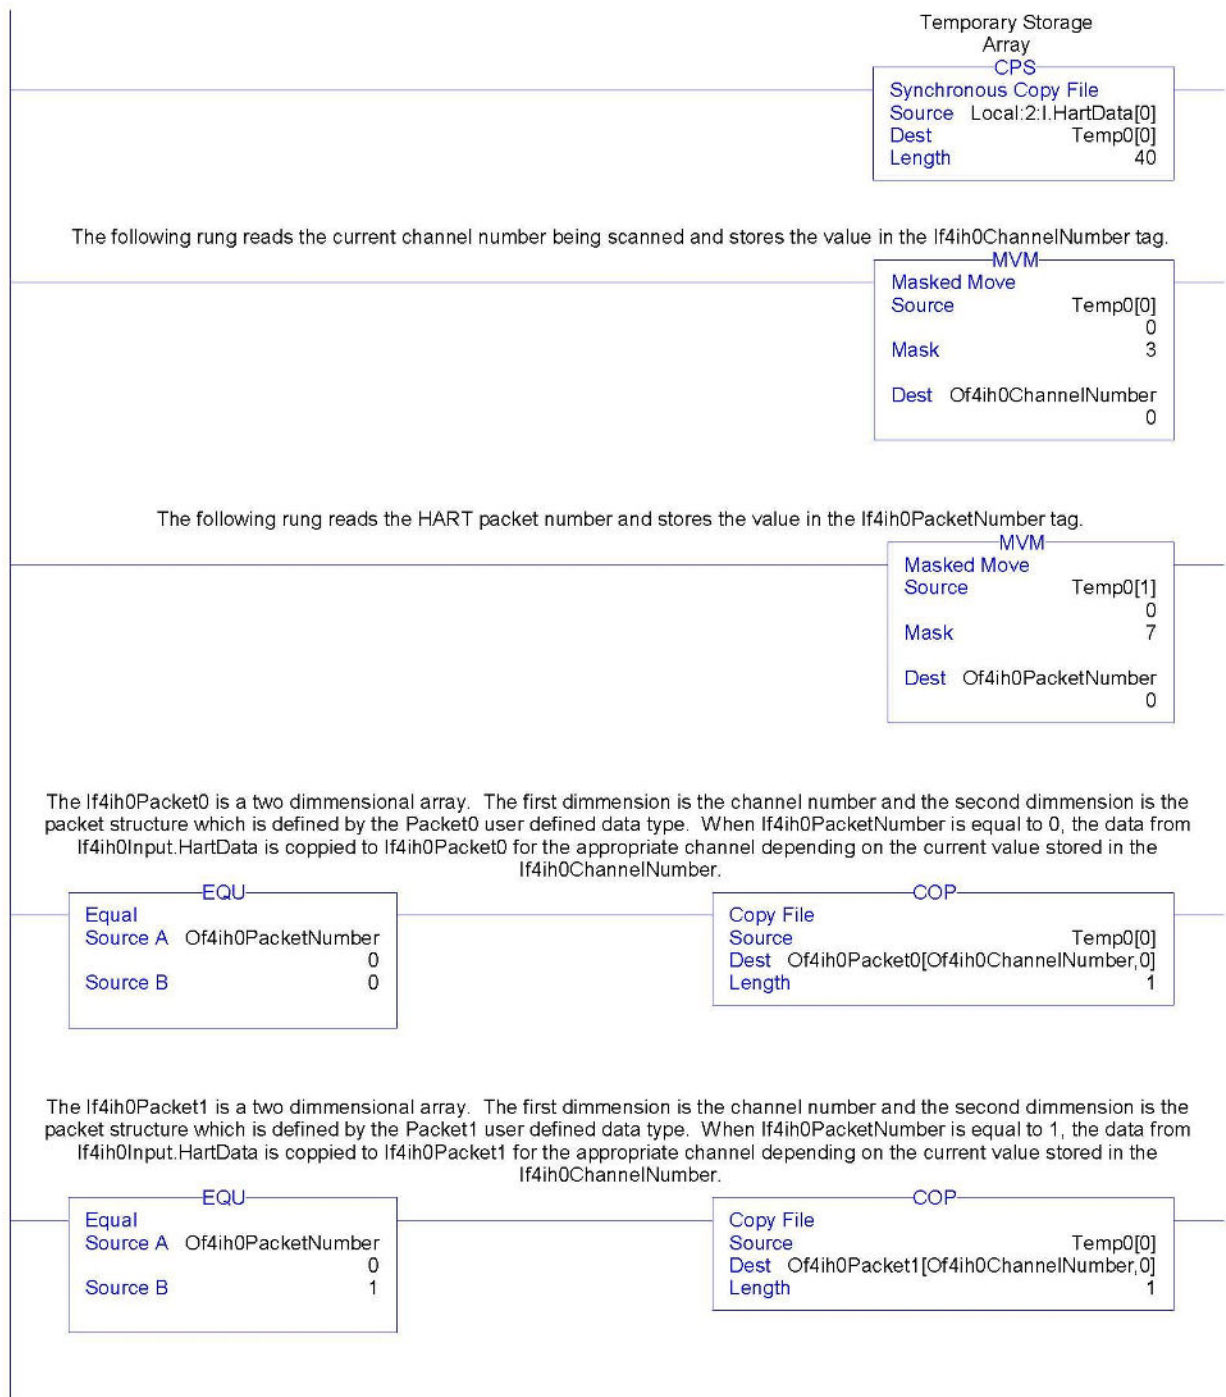 Temporary Storage
Array
CPS
Synchronous Copy File
Source Local:2:I.HartData[0]
Dest Temp0[0]
Length 40
The following rung reads the current channel number being scanned and stores the value in the If4ih0ChannelNumber tag.
MVM
Masked Move
Source Temp0[0]
0
Mask 3
Dest Of4ih0ChannelNumber
0
The following rung reads the HART packet number and stores the value in the If4ih0PacketNumber tag.
MVM
Masked Move
Source Temp0[1]
0
Mask 7
Dest Of4ih0PacketNumber
0
The If4ih0Packet0 is a two dimmensional array. The first dimmension is the channel number and the second dimmension is the
packet structure which is defined by the Packet0 user defined data type. When If4ih0PacketNumber is equal to 0, the data from
If4ih0Input.HartData is coppied to If4ih0Packet0 for the appropriate channel depending on the current value stored in the
If4ih0ChannelNumber.
EQU
Equal
Source A Of4ih0PacketNumber
0
Source B 0
COP
Copy File
Source Temp0[0]
Dest Of4ih0Packet0[Of4ih0ChannelNumber,0]
Length 1
The If4ih0Packet1 is a two dimmensional array. The first dimmension is the channel number and the second dimmension is the
packet structure which is defined by the Packet1 user defined data type. When If4ih0PacketNumber is equal to 1, the data from
If4ih0Input.HartData is coppied to If4ih0Packet1 for the appropriate channel depending on the current value stored in the
If4ih0ChannelNumber.
EQU
Equal
Source A Of4ih0PacketNumber
0
Source B 1
COP
Copy File
Source Temp0[0]
Dest Of4ih0Packet1[Of4ih0ChannelNumber,0]
Length 1